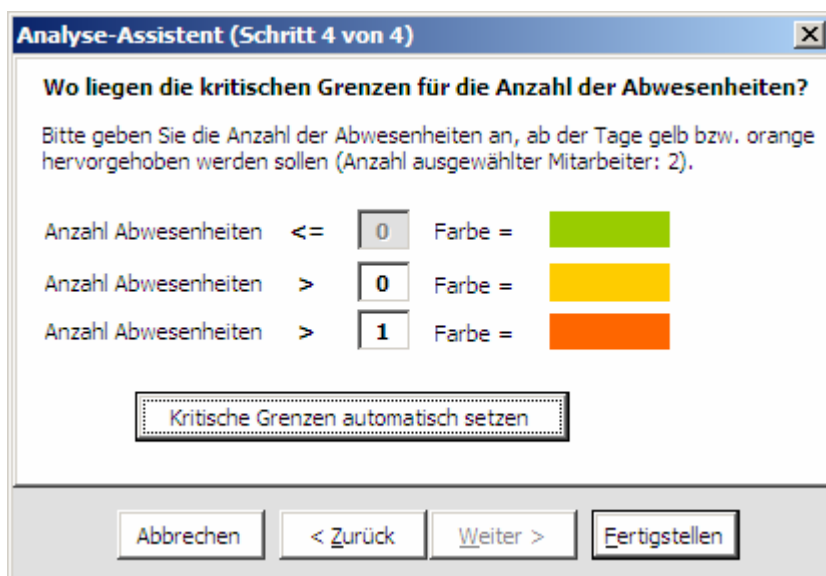 Analyse-Assistent (Schritt 4 von 4)
Wo liegen die kritischen Grenzen für die Anzahl der Abwesenheiten?
Bitte geben Sie die Anzahl der Abwesenheiten an, ab der Tage gelb bzw. orange
hervorgehoben werden sollen (Anzahl ausgewählter Mitarbeiter: 2).
Anzahl Abwesenheiten <= 0 Farbe =
Anzahl Abwesenheiten > 0 Farbe =
Anzahl Abwesenheiten > 1 Farbe =
Kritische Grenzen automatisch setzen
Abbrechen < Zurück Weiter > Fertigstellen